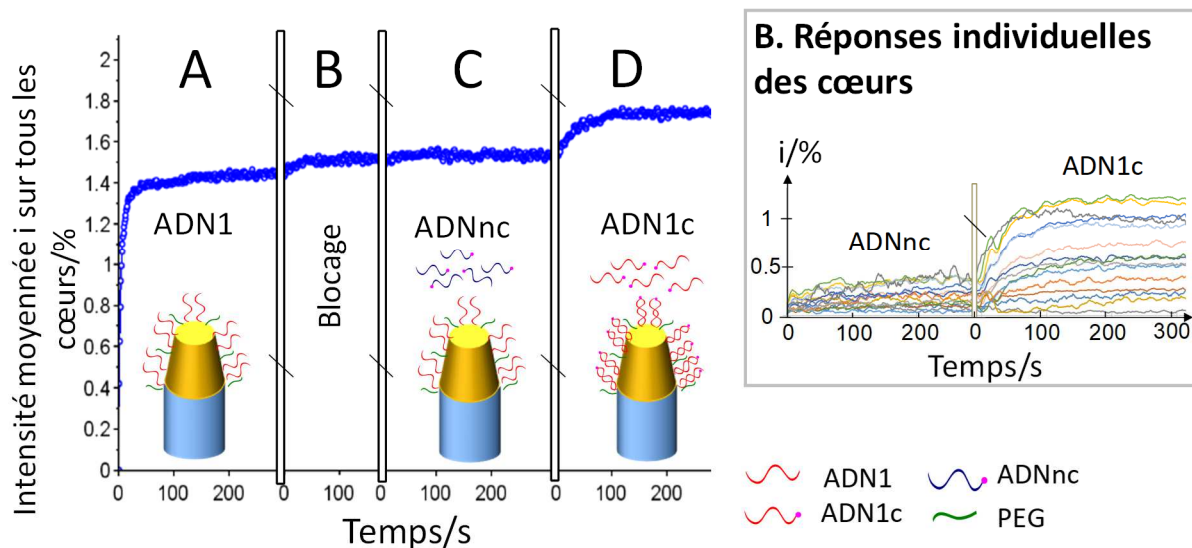 Intensité moyennée i sur tous les
cœurs/%
2
1.8
1.6
1.4
1.2
1
0.8
0.6
0.4
0.2
0
A
B
C
D
ADN1
Blocage
ADNnc
ADN1c
0 100 200 0 100 0 100 200 0 100 200
Temps/s
B. Réponses individuelles
des cœurs
i/%
1
0.5
0
ADNnc
ADN1c
0 100 200 0 100 200 300
Temps/s
ADN1
ADNnc
ADN1c
PEG